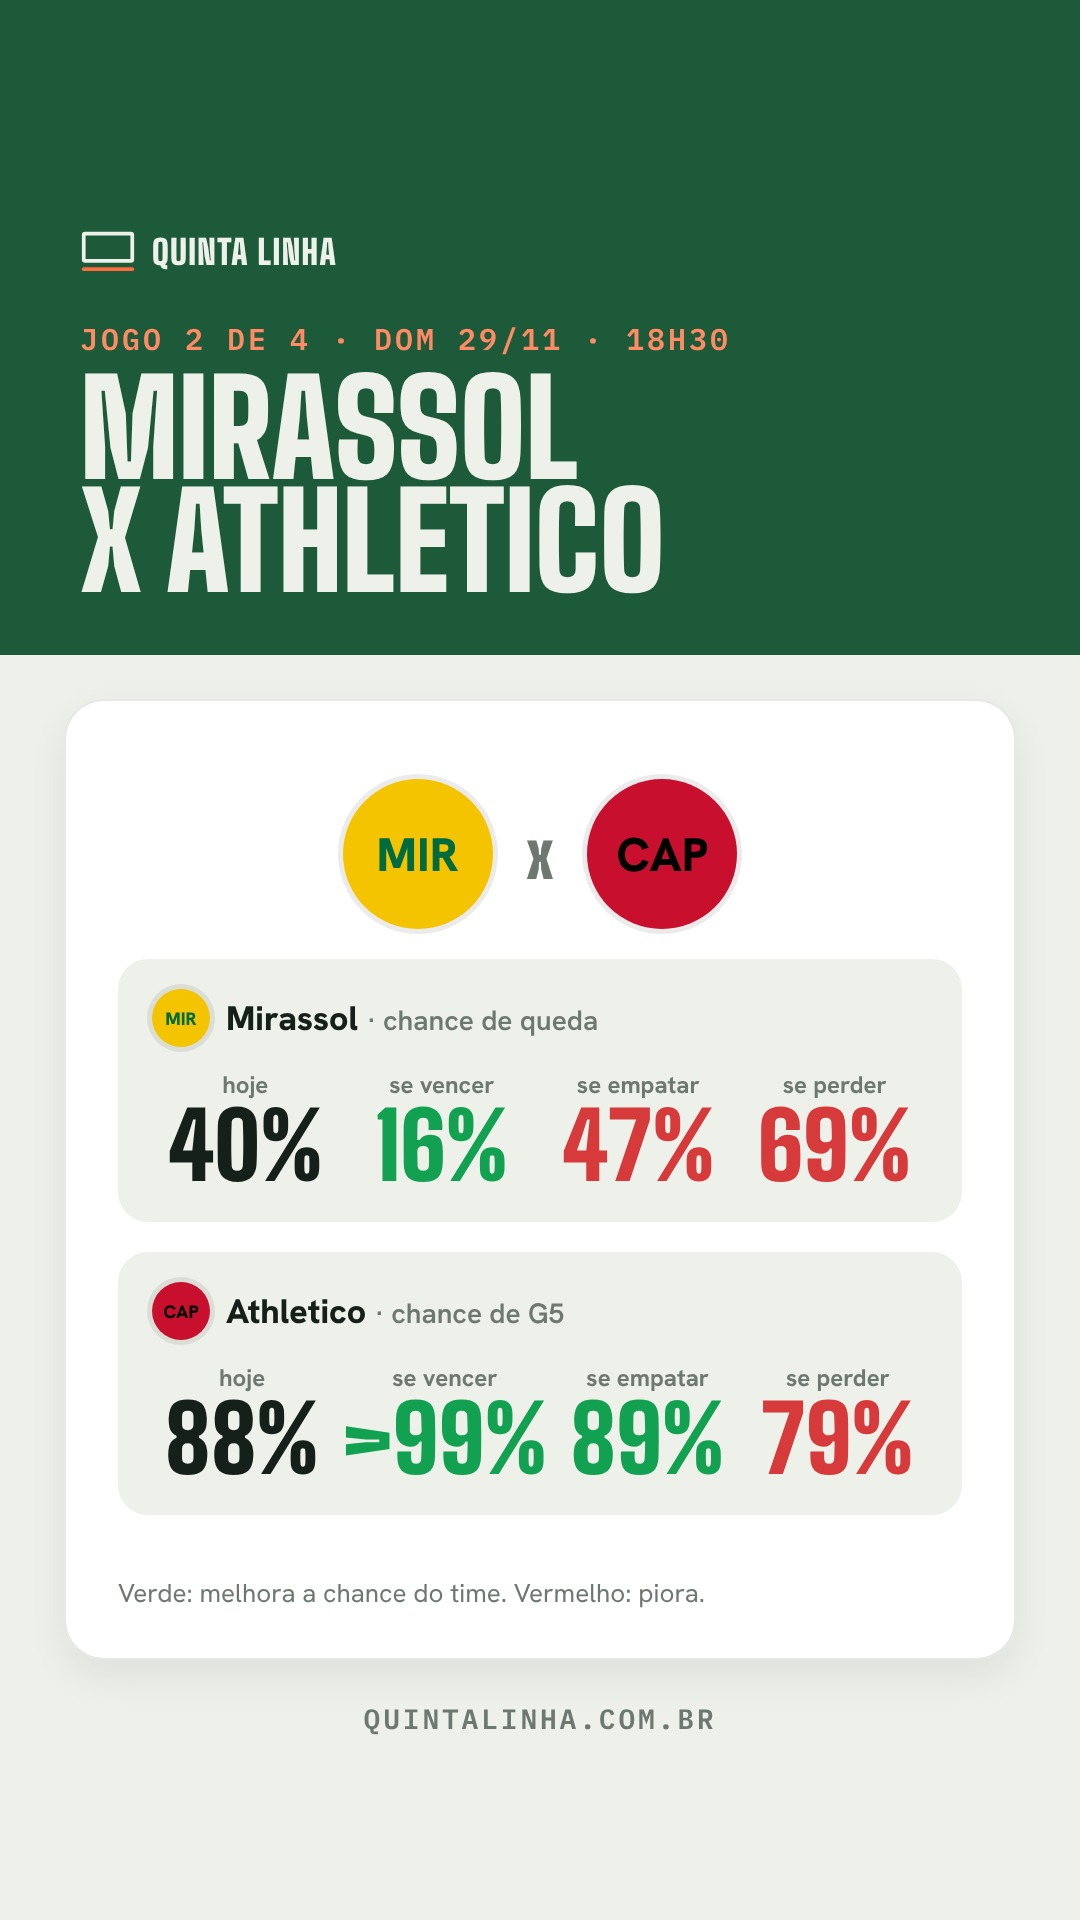 QUINTA LINHA
JOGO 2 DE 4 · DOM 29/11 · 18H30
MIRASSOL
X ATHLETICO
MIR X CAP
MIR Mirassol · chance de queda
hoje se vencer se empatar se perder
40% 16% 47% 69%
CAP Athletico · chance de G5
hoje se vencer se empatar se perder
88% >99% 89% 79%
Verde: melhora a chance do time. Vermelho: piora.
QUINTALINHA.COM.BR